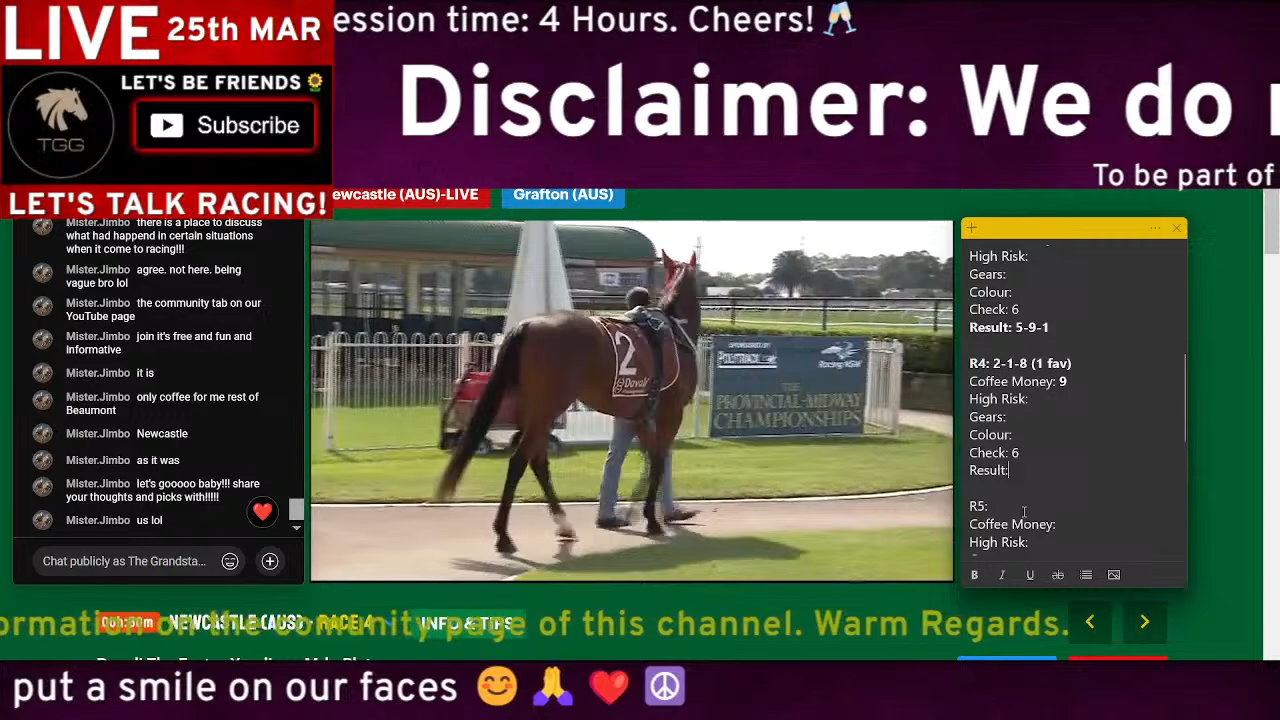 LIVE 25th MAR
ession time: 4 Hours. Cheers! 🥂
LET'S BE FRIENDS 🌻
Disclaimer: We do
TGG
Subscribe
To be part of
LET'S TALK RACING!
ewcastle (AUS)-LIVE
Grafton (AUS)
Mister.Jimbo there is a place to discuss
what had happend in certain situations
when it come to racing!!!
Mister.Jimbo agree. not here. being
vague bro lol
Mister.Jimbo the community tab on our
YouTube page
Mister.Jimbo join it's free and fun and
Informative
Mister.Jimbo it is
Mister.Jimbo only coffee for me rest of
Beaumont
Mister.Jimbo Newcastle
Mister.Jimbo as it was
Mister.Jimbo let's gooooo baby!!! share
your thoughts and picks with!!!!!
Mister.Jimbo us lol
Chat publicly as The Grandsta...
2
POLYTRACK
Racing NSW
THE
PROVINCIAL-MIDWAY
CHAMPIONSHIPS
High Risk:
Gears:
Colour:
Check: 6
Result: 5-9-1
R4: 2-1-8 (1 fav)
Coffee Money: 9
High Risk:
Gears:
Colour:
Check: 6
Result:
R5:
Coffee Money:
High Risk:
NEWCASTLE (AUS) - RACE 4
INFO & TIPS
ormation on the comunity page of this channel. Warm Regards.
put a smile on our faces 😊 🙏 ❤️ ☮️